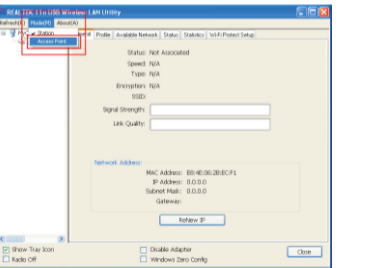 REALTEK 11n USB Wireless LAN Utility
Refresh(R) Mode(M) About(A)
Station
Access Point
General Profile Available Network Status Statistics Wi-Fi Protect Setup
Status: Not Associated
Speed: N/A
Type: N/A
Encryption: N/A
SSID:
Signal Strength:
Link Quality:
Network Address:
MAC Address:
IP Address: 0.0.0.0
Subnet Mask: 0.0.0.0
Gateway:
ReNew IP
Show Tray Icon Disable Adapter
Radio Off Windows Zero Config
Close